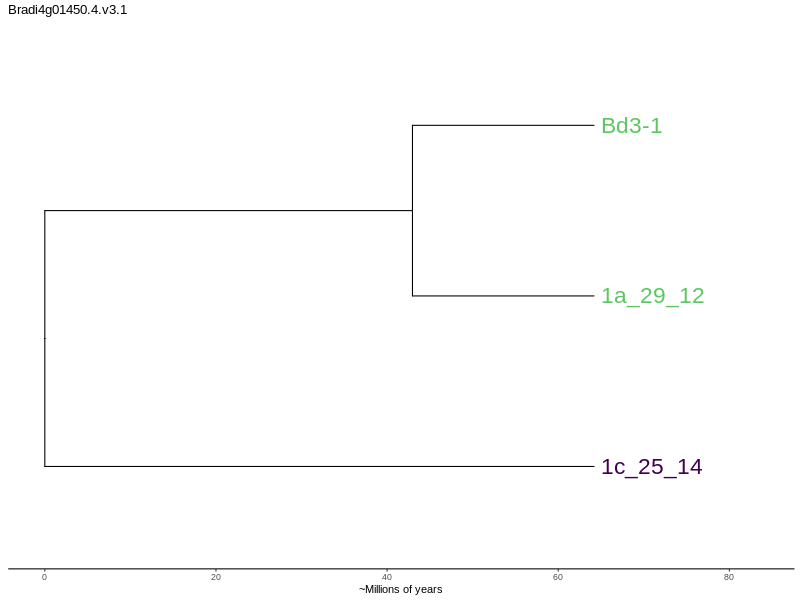 Bradi4g01450.4.v3.1
Bd3-1
1a_29_12
1c_25_14
0 20 40 60 80
~Millions of years